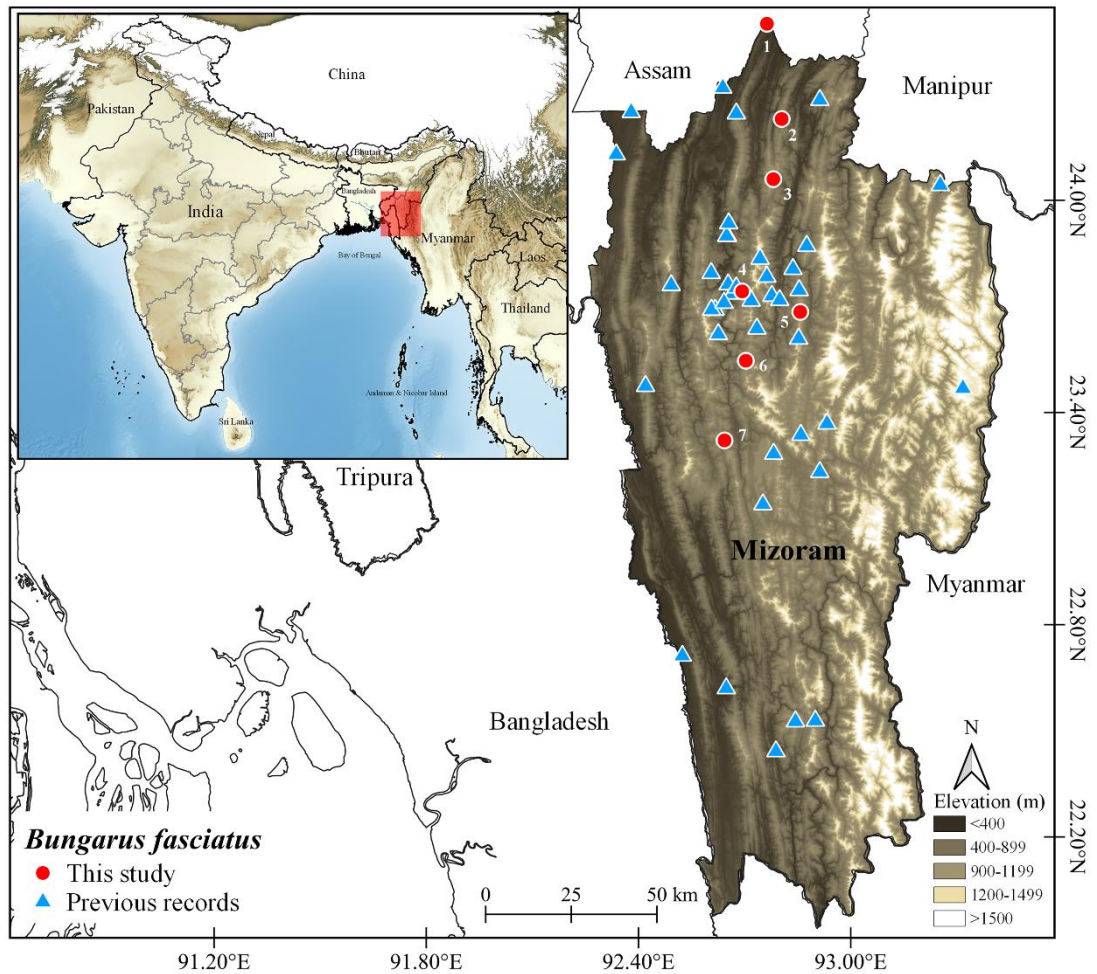 China
Pakistan
Nepal
Bhutan
Bangladesh
India
Myanmar
Laos
Bay of Bengal
Thailand
Andaman & Nicobar Island
Sri Lanka
Assam
Manipur
Tripura
Mizoram
Myanmar
Bangladesh
1
2
3
4
5
6
7
24.00°N
23.40°N
22.80°N
22.20°N
N
Elevation (m)
<400
400-899
900-1199
1200-1499
>1500
Bungarus fasciatus
This study
Previous records
0 25 50 km
91.20°E 91.80°E 92.40°E 93.00°E